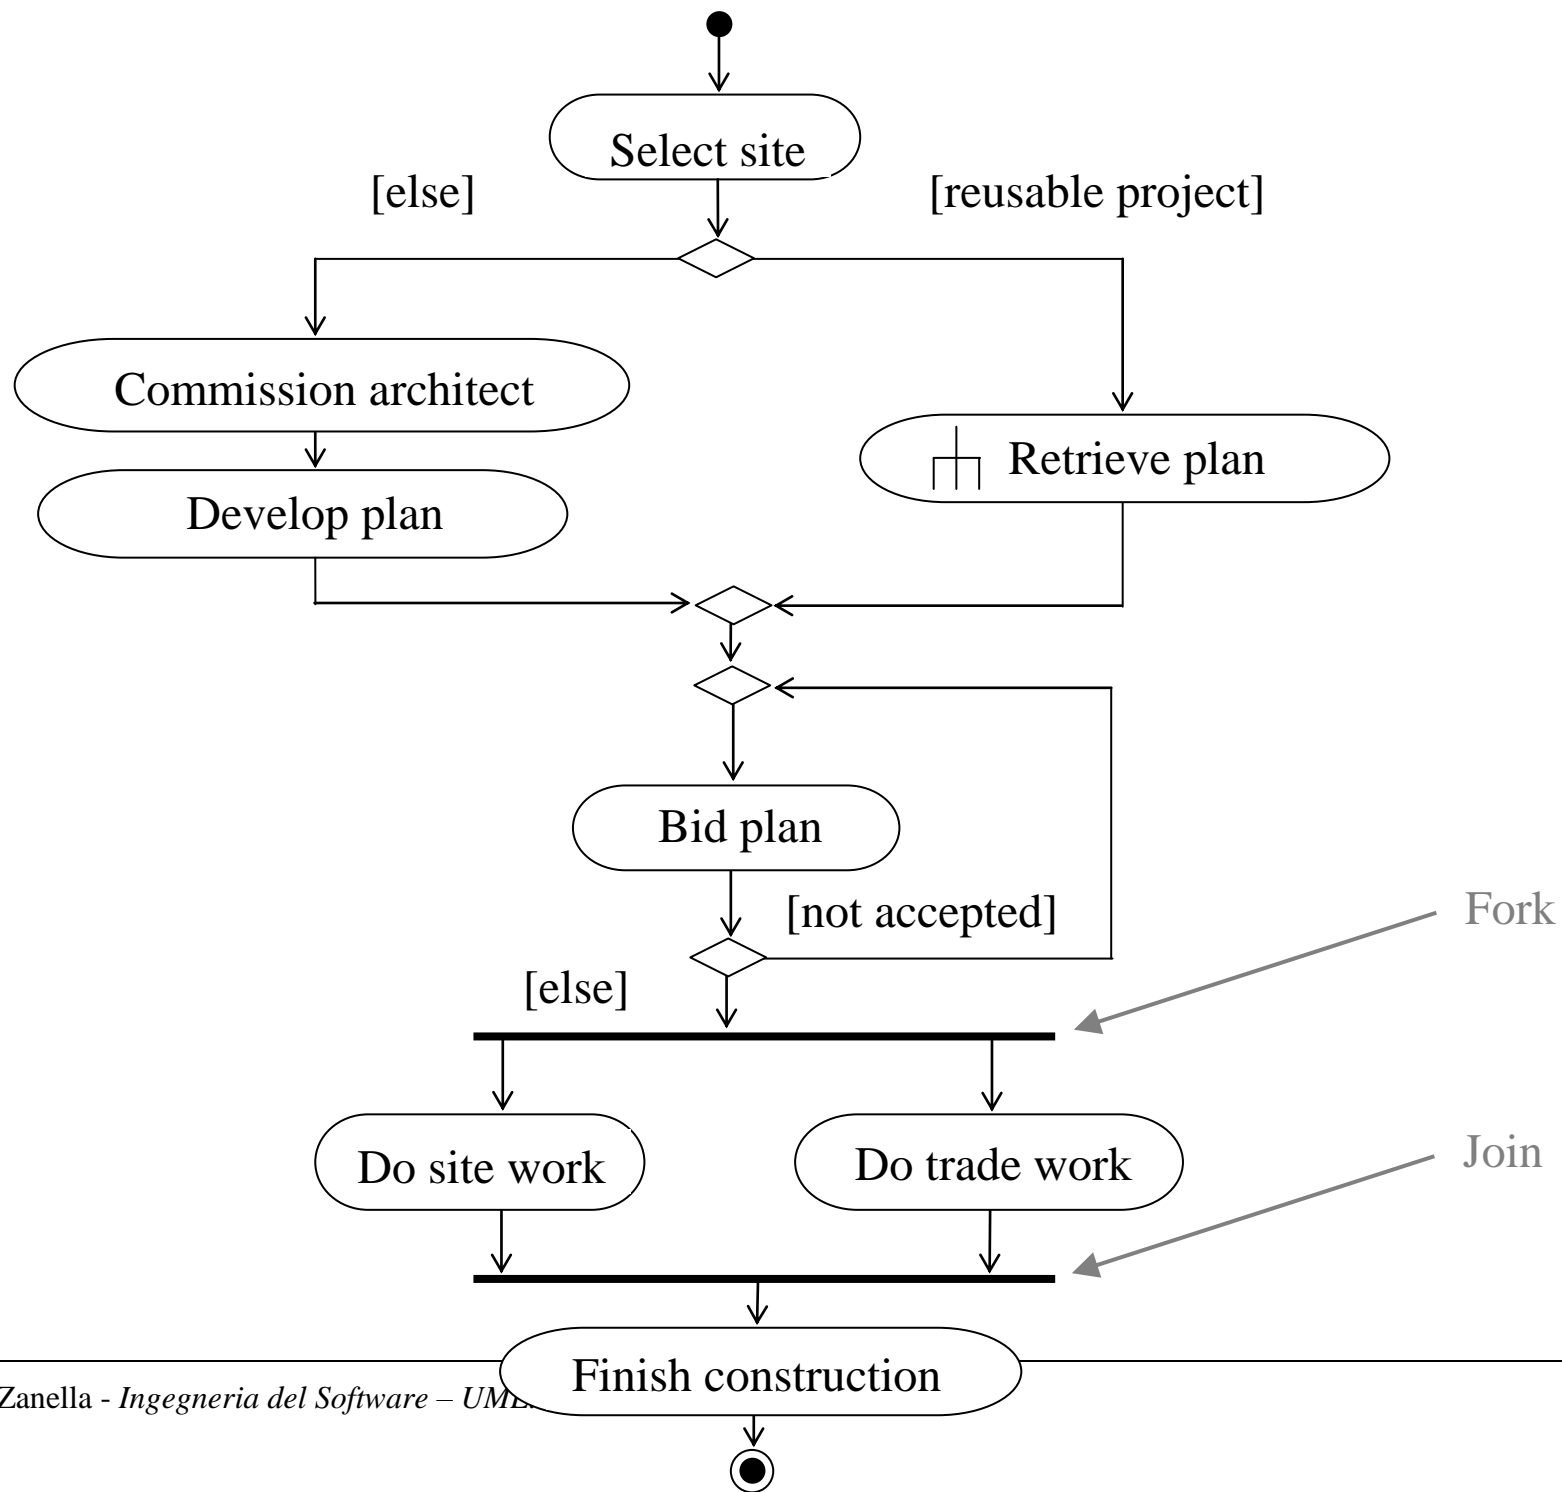 Select site
[else]
[reusable project]
Commission architect
Retrieve plan
Develop plan
Bid plan
[not accepted]
Fork
[else]
Do site work
Do trade work
Join
Finish construction
Zanella - Ingegneria del Software – UML